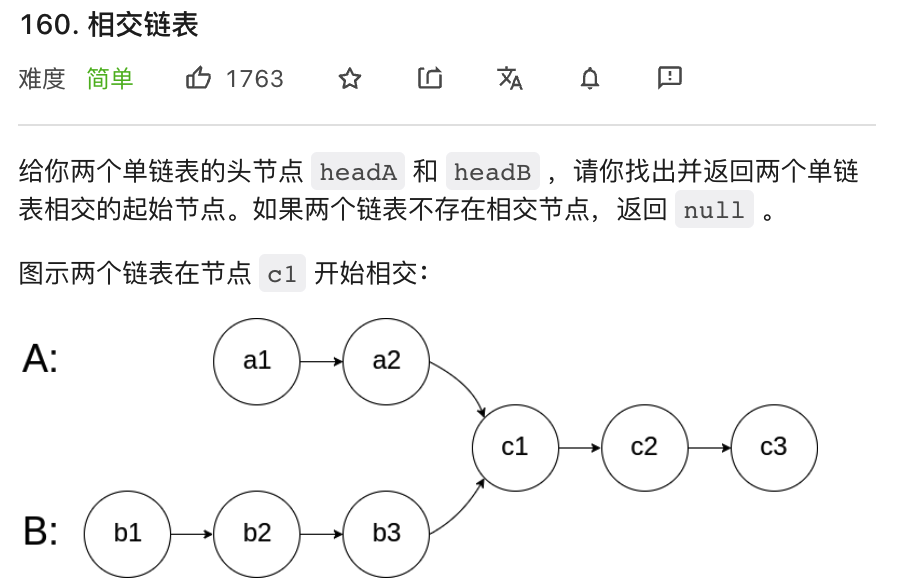 160. 相交链表
难度 简单 1763
给你两个单链表的头节点 headA 和 headB ，请你找出并返回两个单链
表相交的起始节点。如果两个链表不存在相交节点，返回 null 。
图示两个链表在节点 c1 开始相交：
A: a1 a2
c1 c2 c3
B: b1 b2 b3